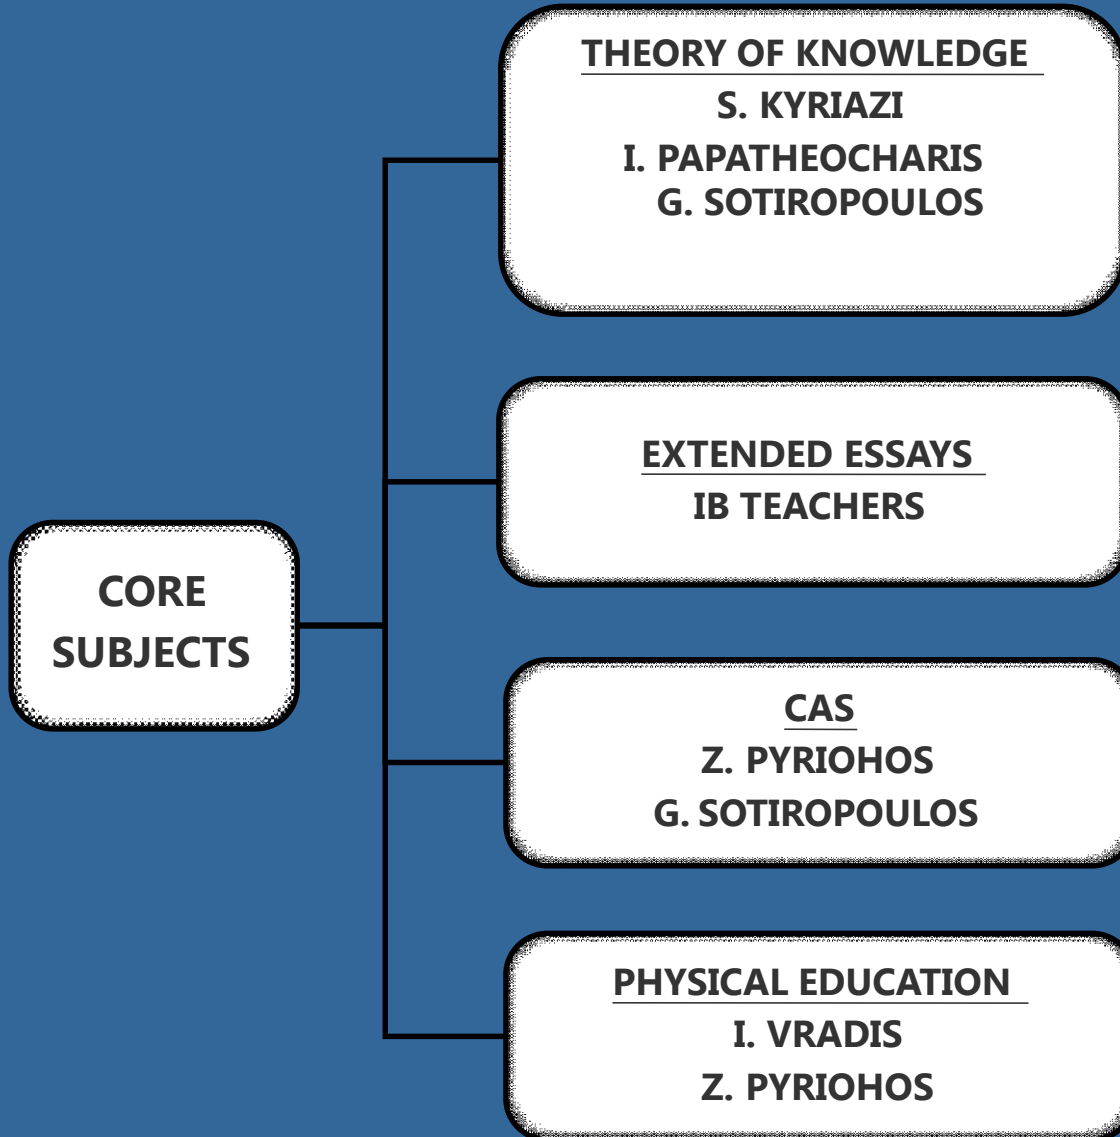 THEORY OF KNOWLEDGE
S. KYRIAZI
I. PAPATHEOCHARIS
G. SOTIROPOULOS
EXTENDED ESSAYS
IB TEACHERS
CORE
SUBJECTS
CAS
Z. PYRIOHOS
G. SOTIROPOULOS
PHYSICAL EDUCATION
I. VRADIS
Z. PYRIOHOS